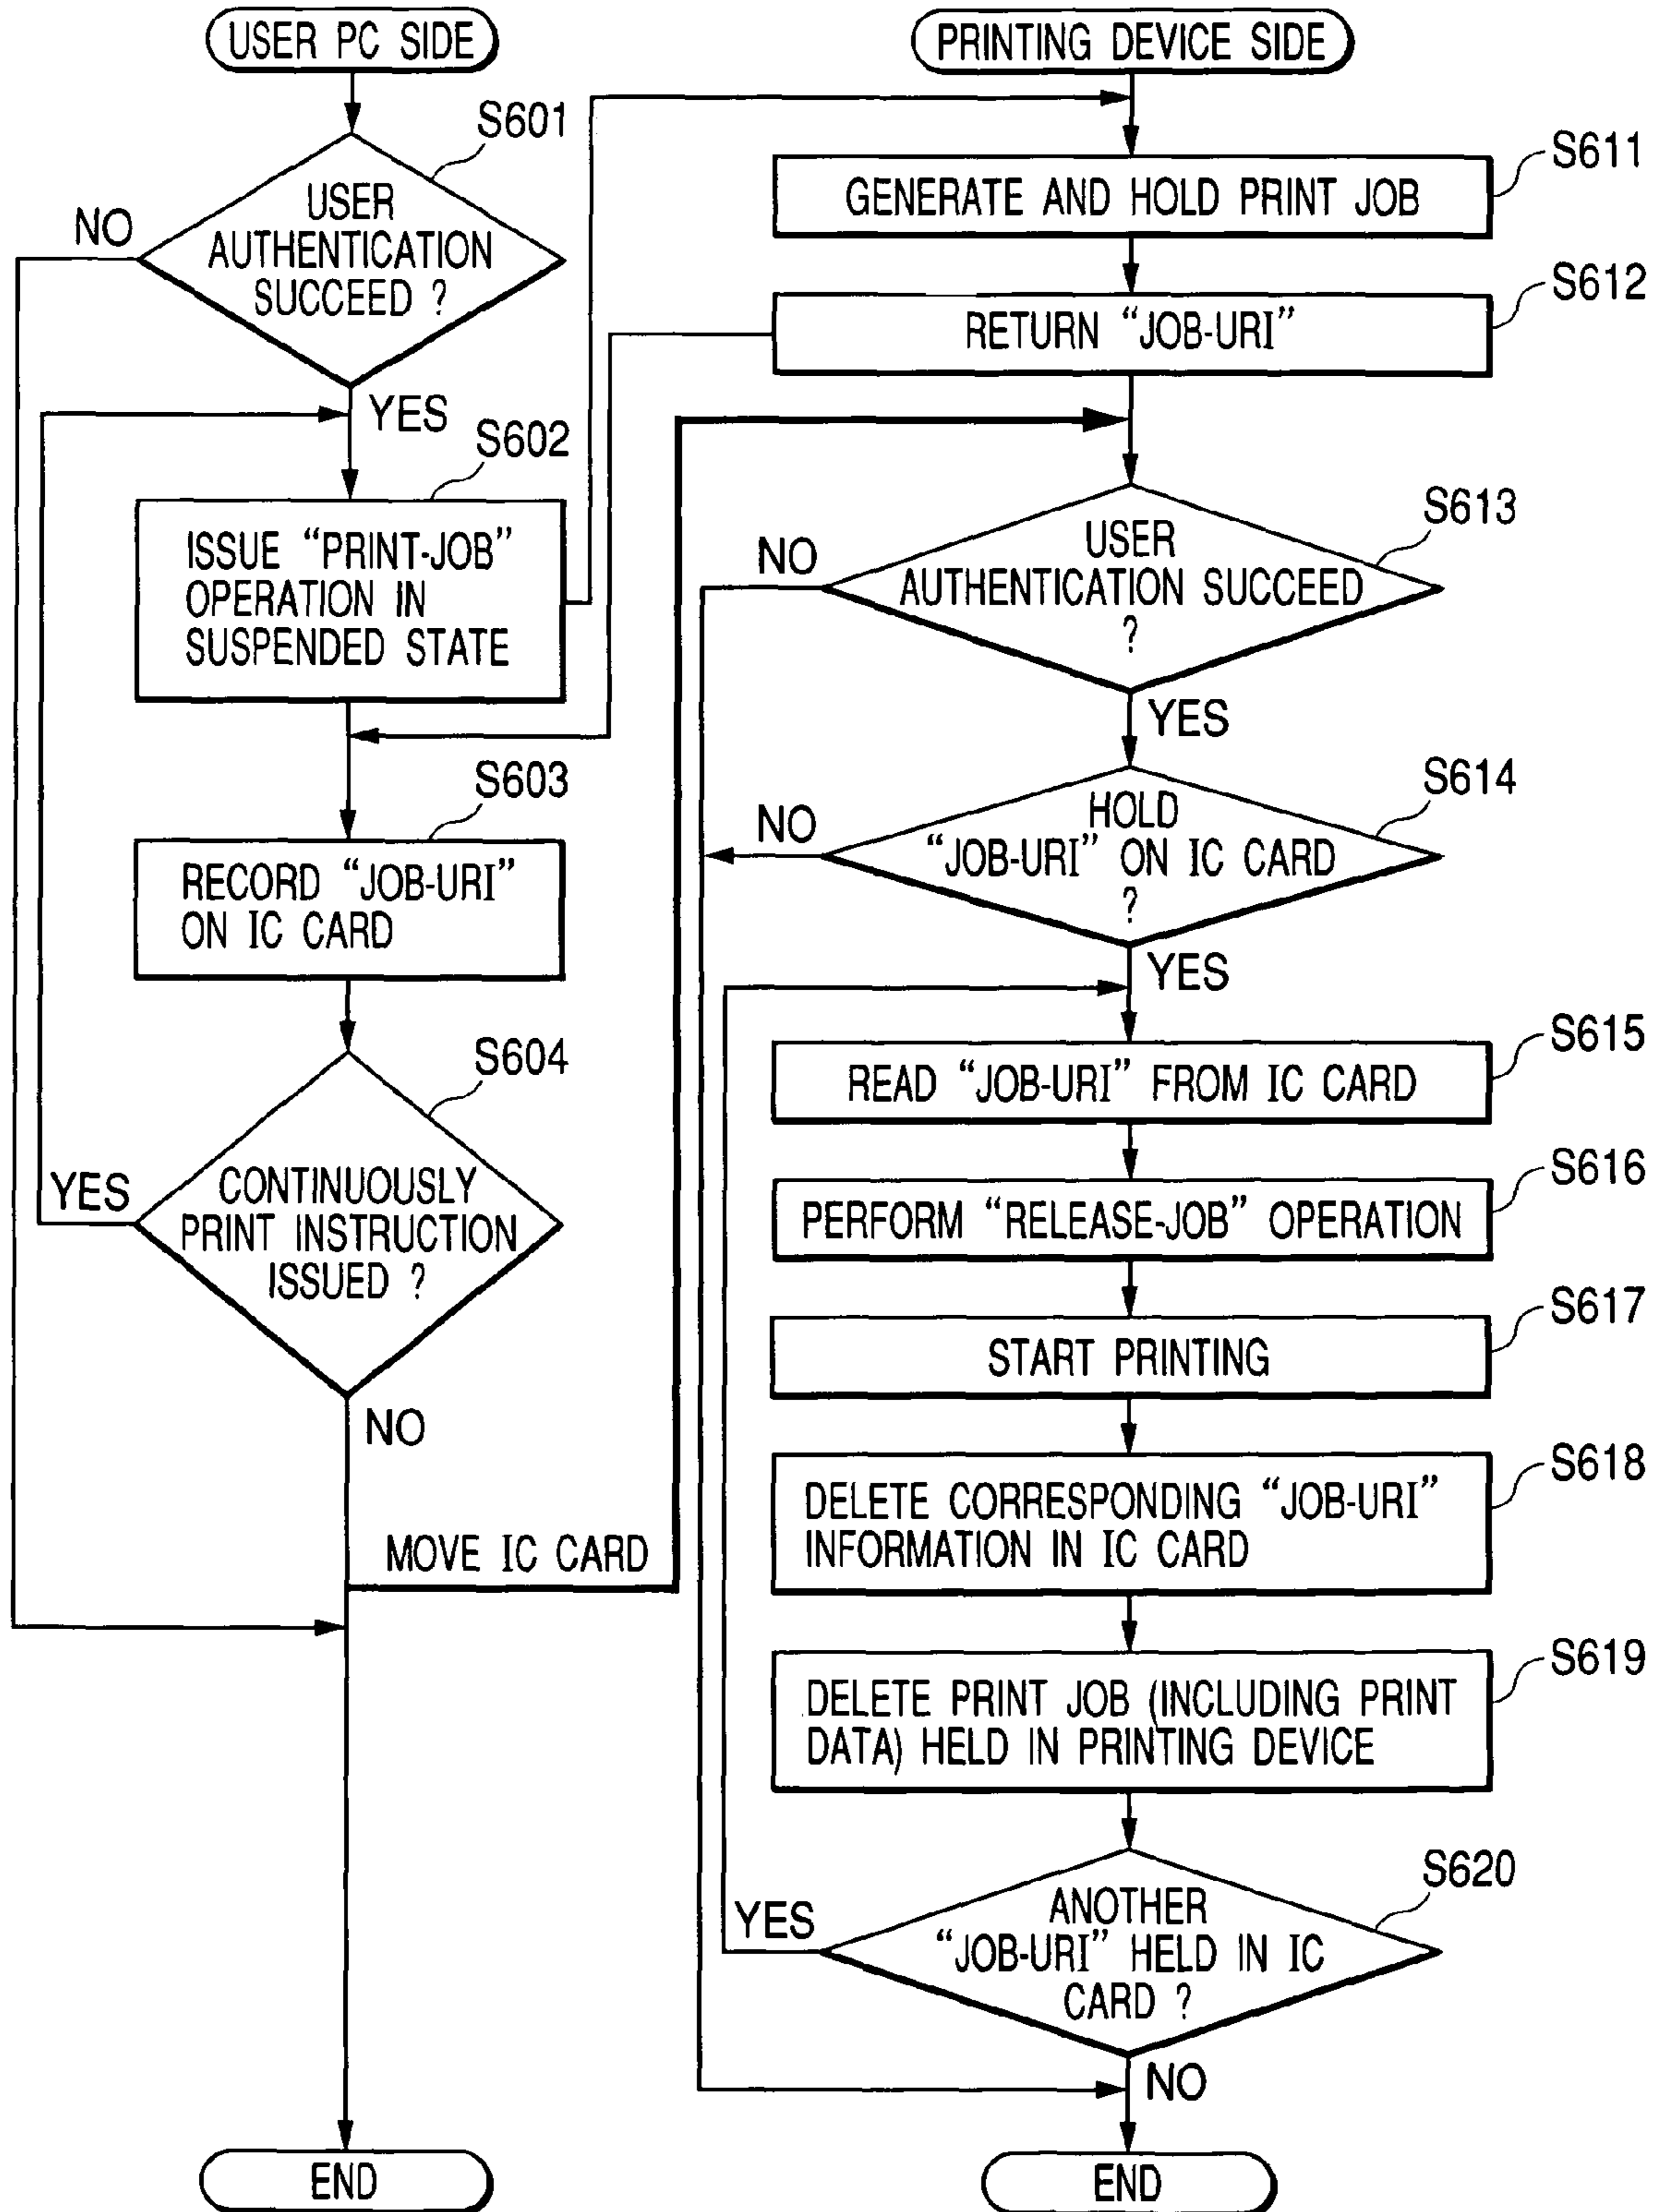 USER PC SIDE
S601
USER
AUTHENTICATION
SUCCEED ?
NO
YES
S602
ISSUE “PRINT-JOB”
OPERATION IN
SUSPENDED STATE
S603
RECORD “JOB-URI”
ON IC CARD
S604
CONTINUOUSLY
PRINT INSTRUCTION
ISSUED ?
YES
NO
MOVE IC CARD
END
PRINTING DEVICE SIDE
S611
GENERATE AND HOLD PRINT JOB
S612
RETURN “JOB-URI”
S613
USER
AUTHENTICATION SUCCEED
?
NO
YES
S614
HOLD
“JOB-URI” ON IC CARD
?
NO
YES
S615
READ “JOB-URI” FROM IC CARD
S616
PERFORM “RELEASE-JOB” OPERATION
S617
START PRINTING
S618
DELETE CORRESPONDING “JOB-URI”
INFORMATION IN IC CARD
S619
DELETE PRINT JOB (INCLUDING PRINT
DATA) HELD IN PRINTING DEVICE
S620
ANOTHER
“JOB-URI” HELD IN IC
CARD ?
YES
NO
END